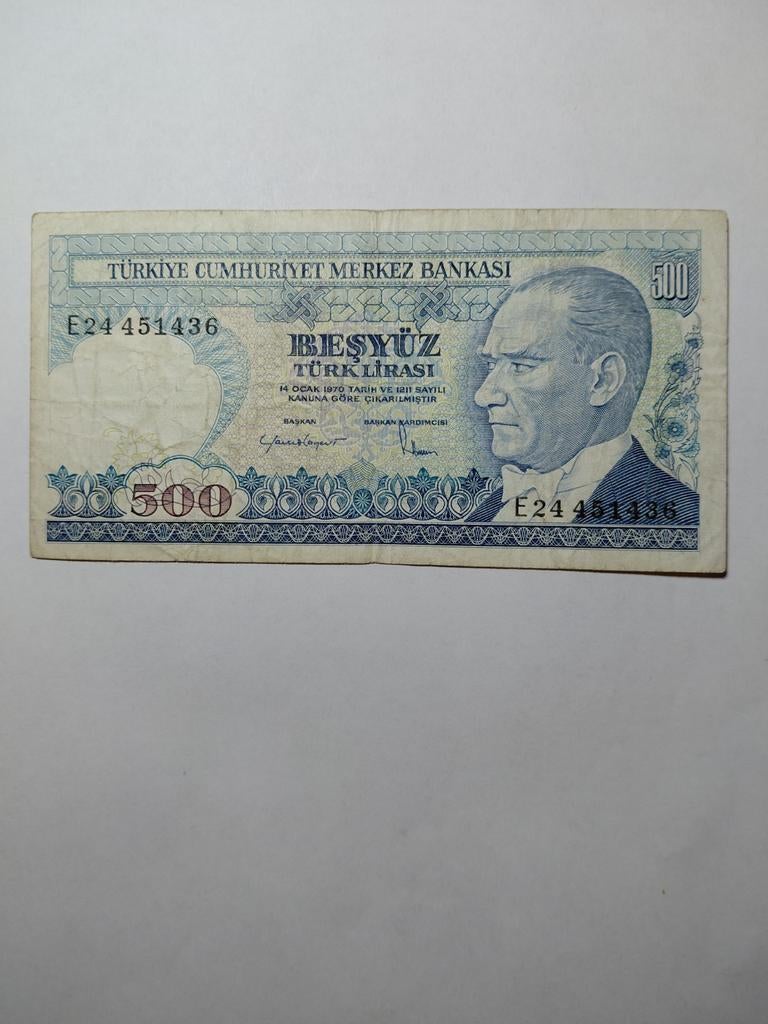 TÜRKİYE CUMHURİYET MERKEZ BANKASI
500
E24 451436
BEŞYÜZ
TÜRK LİRASI
14 OCAK 1970 TARİH VE 1211 SAYILI
KANUNA GÖRE ÇIKARILMIŞTIR
BAŞKAN BAŞKAN YARDIMCISI
500
E24 451436